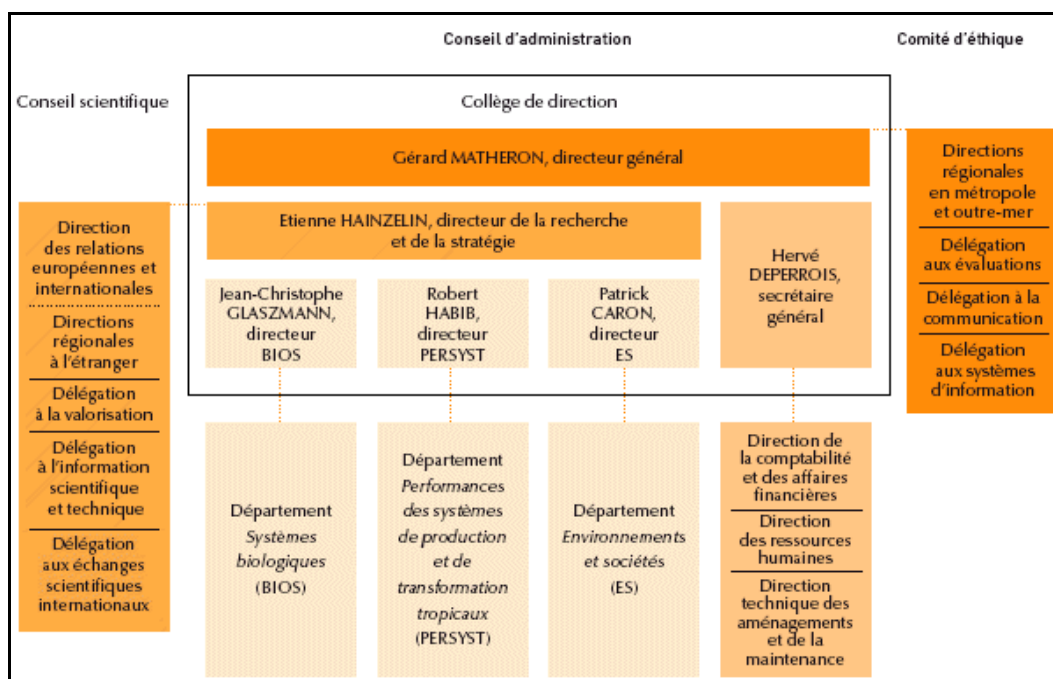 Conseil d'administration
Comité d'éthique
Conseil scientifique
Collège de direction
Gérard MATHERON, directeur général
Etienne HAINZELIN, directeur de la recherche
et de la stratégie
Jean-Christophe
GLASZMANN,
directeur
BIOS
Robert
HABIB,
directeur
PERSYST
Patrick
CARON,
directeur
ES
Hervé
DEPERROIS,
secrétaire
général
Directions
régionales
en métropole
et outre-mer
Délégation
aux évaluations
Délégation à la
communication
Délégation
aux systèmes
d'information
Direction
des relations
européennes et
internationales
Directions
régionales
à l'étranger
Délégation
à la valorisation
Délégation
à l'information
scientifique
et technique
Délégation
aux échanges
scientifiques
internationaux
Département
Systèmes
biologiques
(BIOS)
Département
Performances
des systèmes
de production
et de
transformation
tropicaux
(PERSYST)
Département
Environnements
et sociétés
(ES)
Direction de
la comptabilité
et des affaires
financières
Direction
des ressources
humaines
Direction
technique des
aménagements
et de la
maintenance